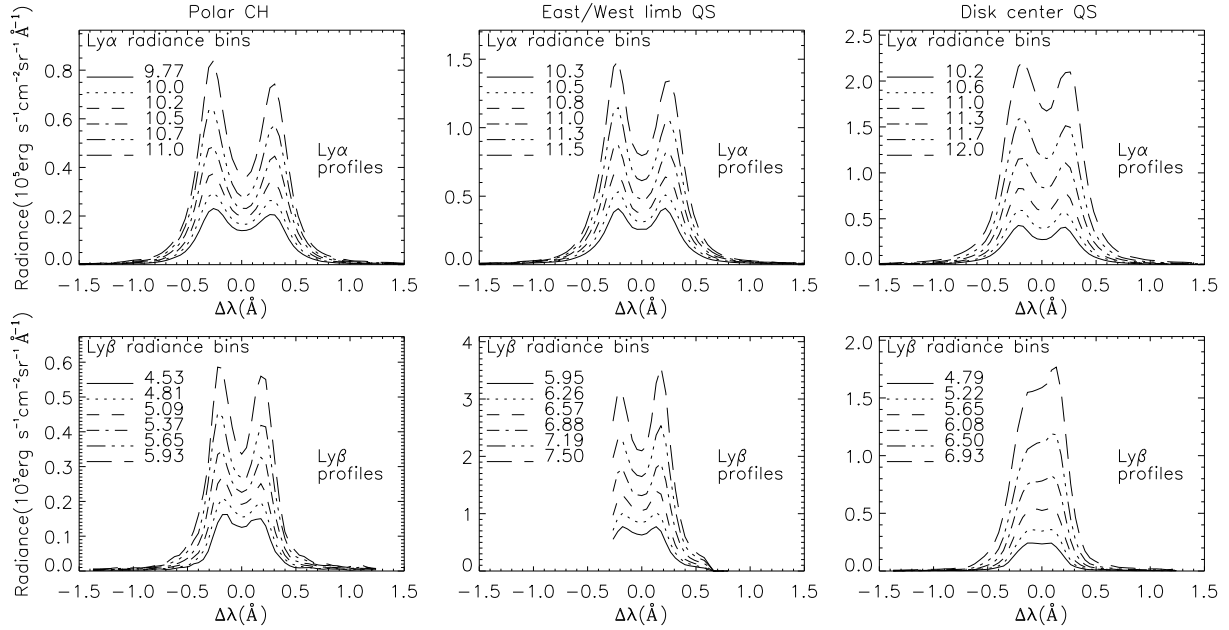 Polar CH
East/West limb QS
Disk center QS
Radiance(10⁵erg s⁻¹cm⁻²sr⁻¹ Å⁻¹)
Lyα radiance bins
9.77
10.0
10.2
10.5
10.7
11.0
Lyα
profiles
0.8
0.6
0.4
0.2
0.0
−1.5 −1.0 −0.5 0.0 0.5 1.0 1.5
Δλ(Å)
Lyα radiance bins
10.3
10.5
10.8
11.0
11.3
11.5
Lyα
profiles
1.5
1.0
0.5
0.0
−1.5 −1.0 −0.5 0.0 0.5 1.0 1.5
Δλ(Å)
Lyα radiance bins
10.2
10.6
11.0
11.3
11.7
12.0
Lyα
profiles
2.5
2.0
1.5
1.0
0.5
0.0
−1.5 −1.0 −0.5 0.0 0.5 1.0 1.5
Δλ(Å)
Radiance(10³erg s⁻¹cm⁻²sr⁻¹ Å⁻¹)
Lyβ radiance bins
4.53
4.81
5.09
5.37
5.65
5.93
Lyβ
profiles
0.6
0.5
0.4
0.3
0.2
0.1
0.0
−1.5 −1.0 −0.5 0.0 0.5 1.0 1.5
Δλ(Å)
Lyβ radiance bins
5.95
6.26
6.57
6.88
7.19
7.50
Lyβ
profiles
4
3
2
1
0
−1.5 −1.0 −0.5 0.0 0.5 1.0 1.5
Δλ(Å)
Lyβ radiance bins
4.79
5.22
5.65
6.08
6.50
6.93
Lyβ
profiles
2.0
1.5
1.0
0.5
0.0
−1.5 −1.0 −0.5 0.0 0.5 1.0 1.5
Δλ(Å)